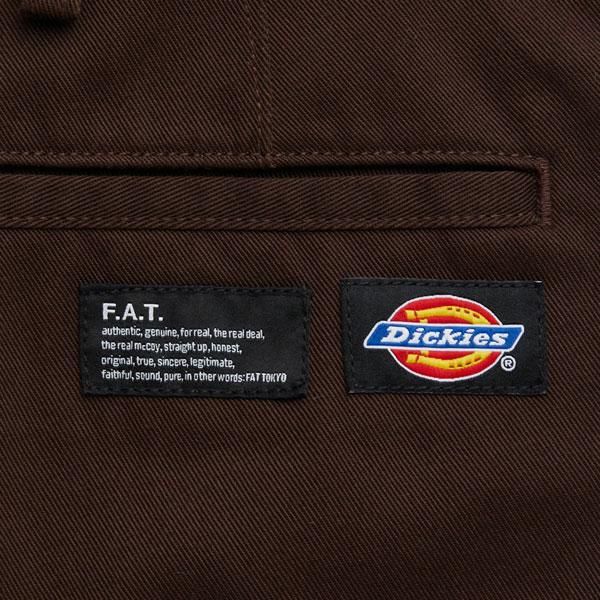 F.A.T.
authentic, genuine, for real, the real deal,
the real mccoy, straight up, honest,
original, true, sincere, legitimate,
faithful, sound, pure, in other words: FAT TOKYO
Dickies
®